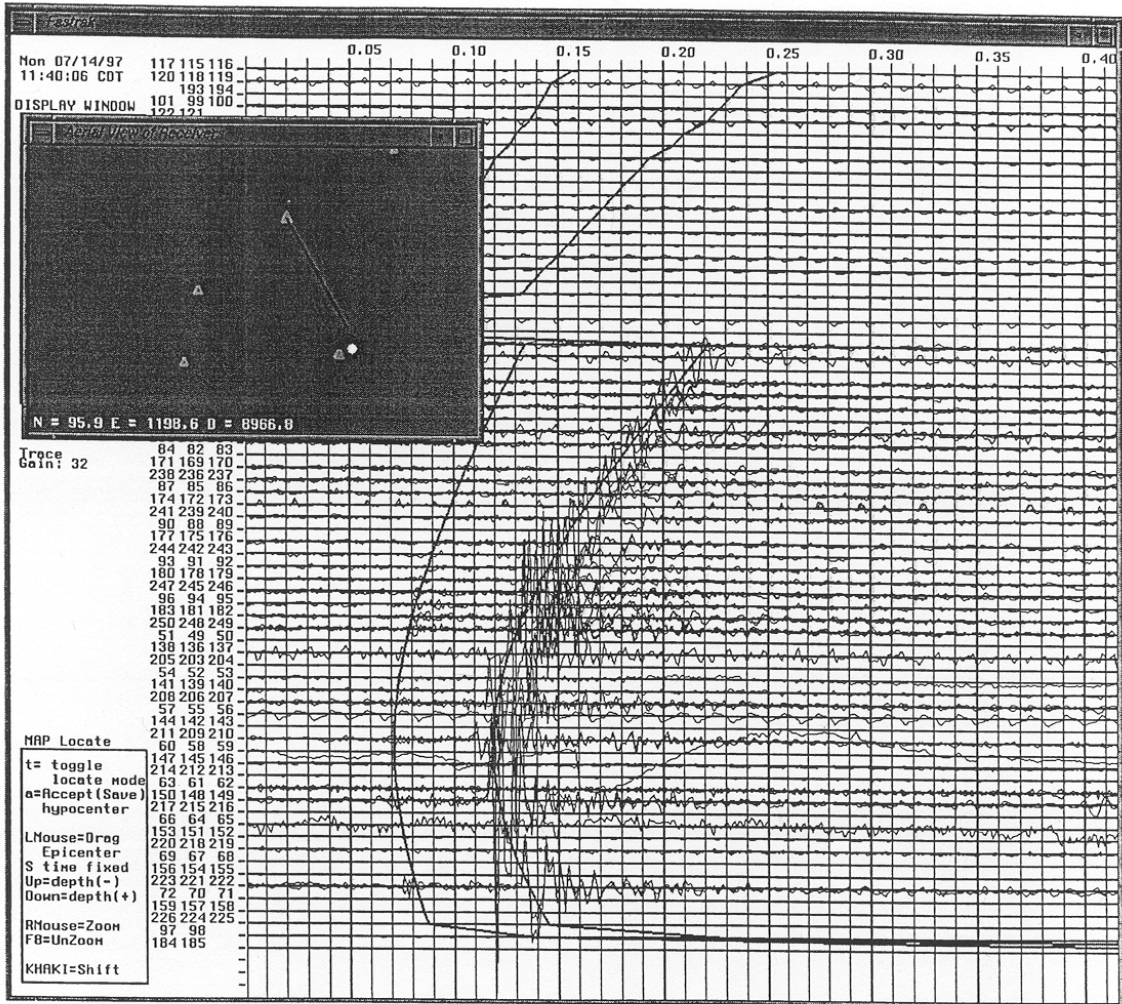 Fastrak
0.05 0.10 0.15 0.20 0.25 0.30 0.35 0.40
Mon 07/14/97
11:40:06 CDT
DISPLAY WINDOW
117 115 116
120 118 119
193 194
101 99 100
122 121
Aerial View of Receivers
N = 95.9 E = 1198.6 D = 8966.8
Trace
Gain: 32
84 82 83
171 169 170
238 236 237
87 85 86
174 172 173
241 239 240
90 88 89
177 175 176
244 242 243
93 91 92
180 178 179
247 245 246
96 94 95
183 181 182
250 248 249
51 49 50
138 136 137
205 203 204
54 52 53
141 139 140
208 206 207
57 55 56
144 142 143
211 209 210
60 58 59
147 145 146
214 212 213
63 61 62
150 148 149
217 215 216
66 64 65
153 151 152
220 218 219
69 67 68
156 154 155
223 221 222
72 70 71
159 157 158
226 224 225
97 98
184 185
MAP Locate
t= toggle
locate mode
a=Accept(Save)
hypocenter
LMouse=Drag
Epicenter
S time fixed
Up=depth(-)
Down=depth(+)
RMouse=Zoom
F8=UnZoom
KHAKI=Shift